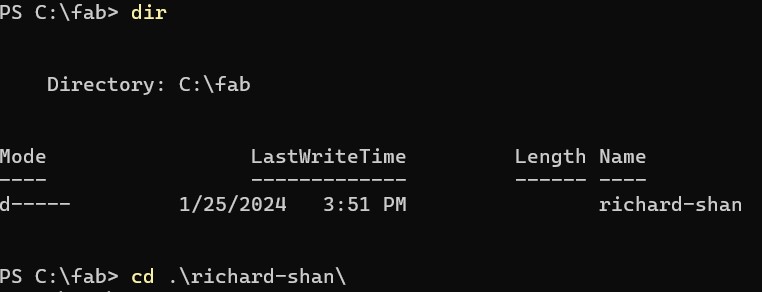 PS C:\fab> dir
Directory: C:\fab
Mode                 LastWriteTime         Length Name
----                 -------------         ------ ----
d-----         1/25/2024   3:51 PM                richard-shan
PS C:\fab> cd .\richard-shan\